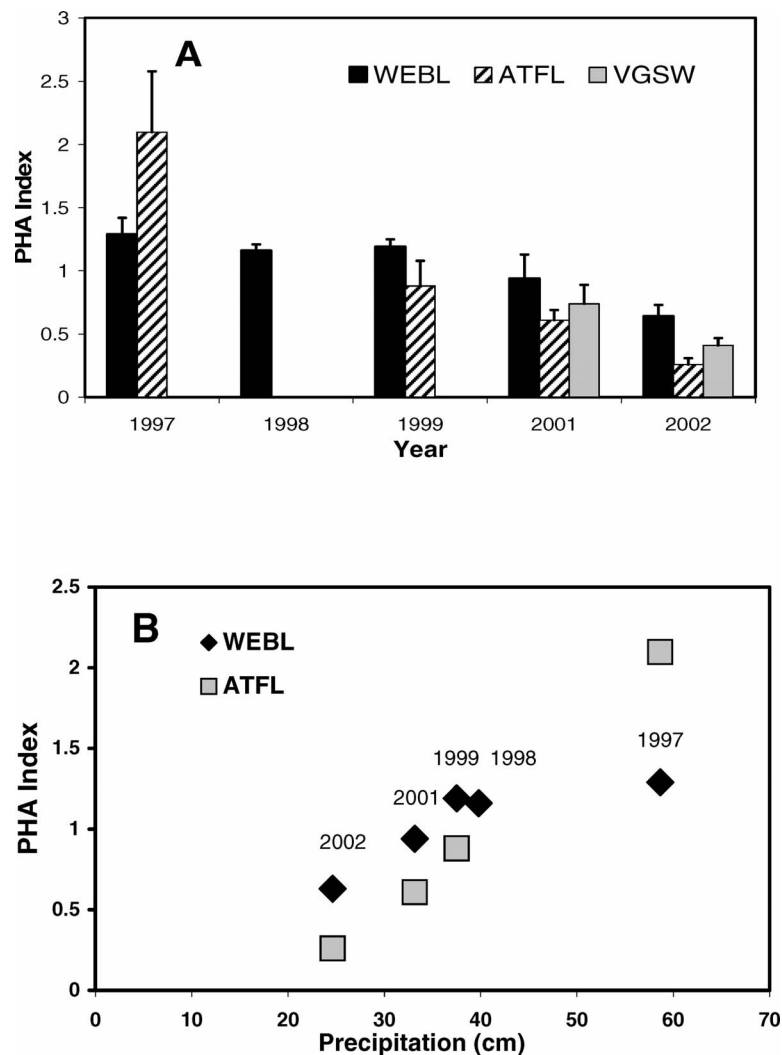 3
A
WEBL ATFL VGSW
2.5
2
1.5
1
0.5
0
PHA Index
1997 1998 1999 2001 2002
Year
2.5
B
WEBL
ATFL
2
1.5
1
0.5
0
PHA Index
1997
1999 1998
2001
2002
0 10 20 30 40 50 60 70
Precipitation (cm)